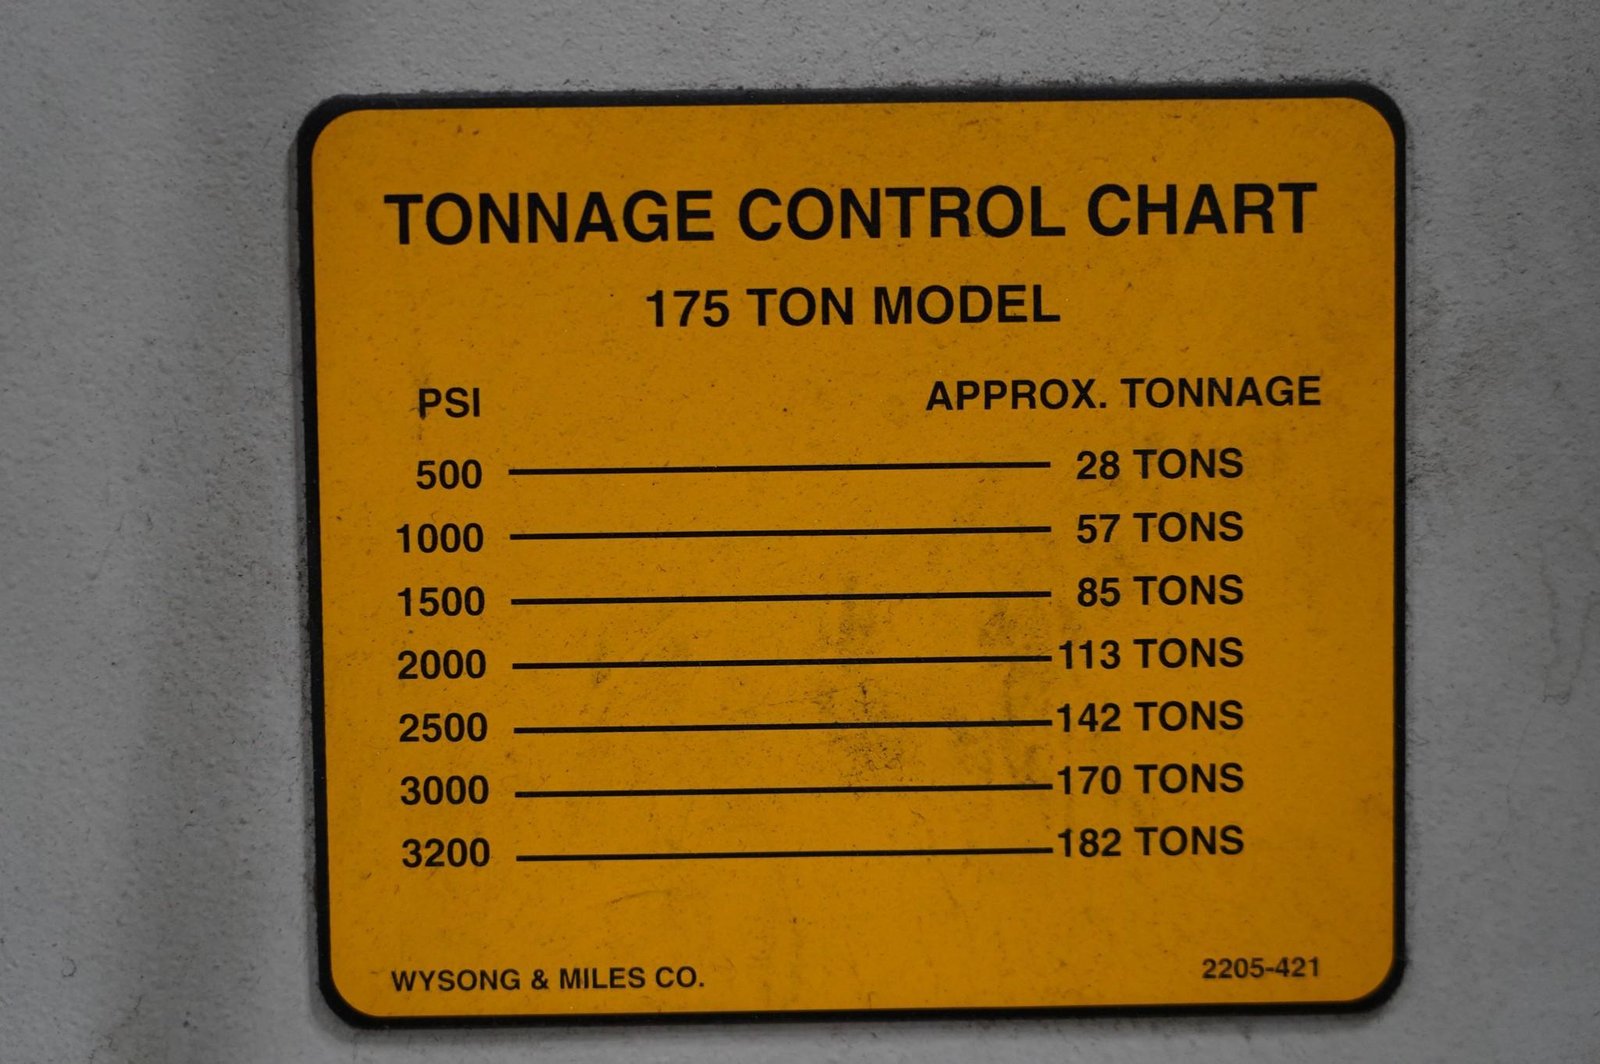 TONNAGE CONTROL CHART
175 TON MODEL
PSI APPROX. TONNAGE
500 28 TONS
1000 57 TONS
1500 85 TONS
2000 113 TONS
2500 142 TONS
3000 170 TONS
3200 182 TONS
WYSONG & MILES CO. 2205-421